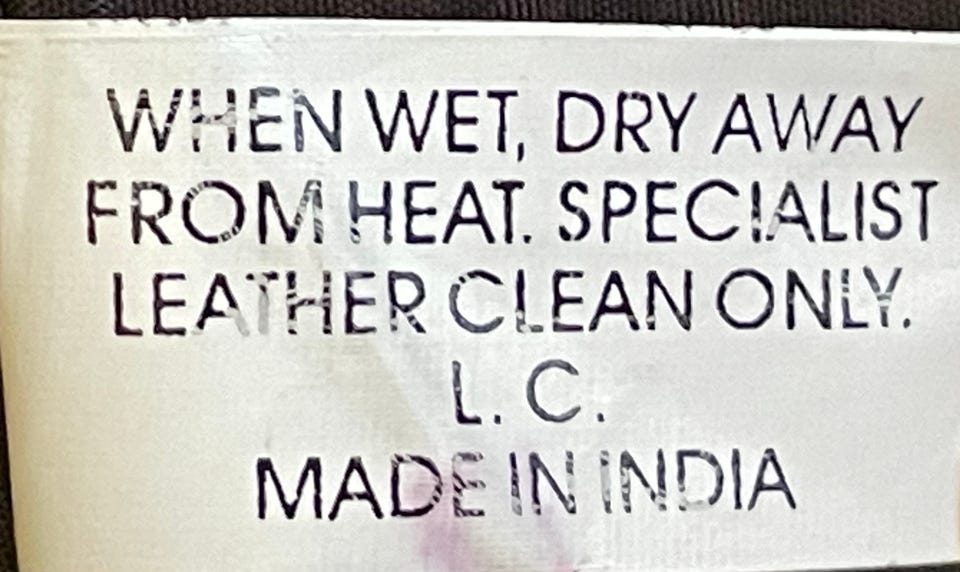 WHEN WET, DRY AWAY
FROM HEAT. SPECIALIST
LEATHER CLEAN ONLY.
L. C.
MADE IN INDIA